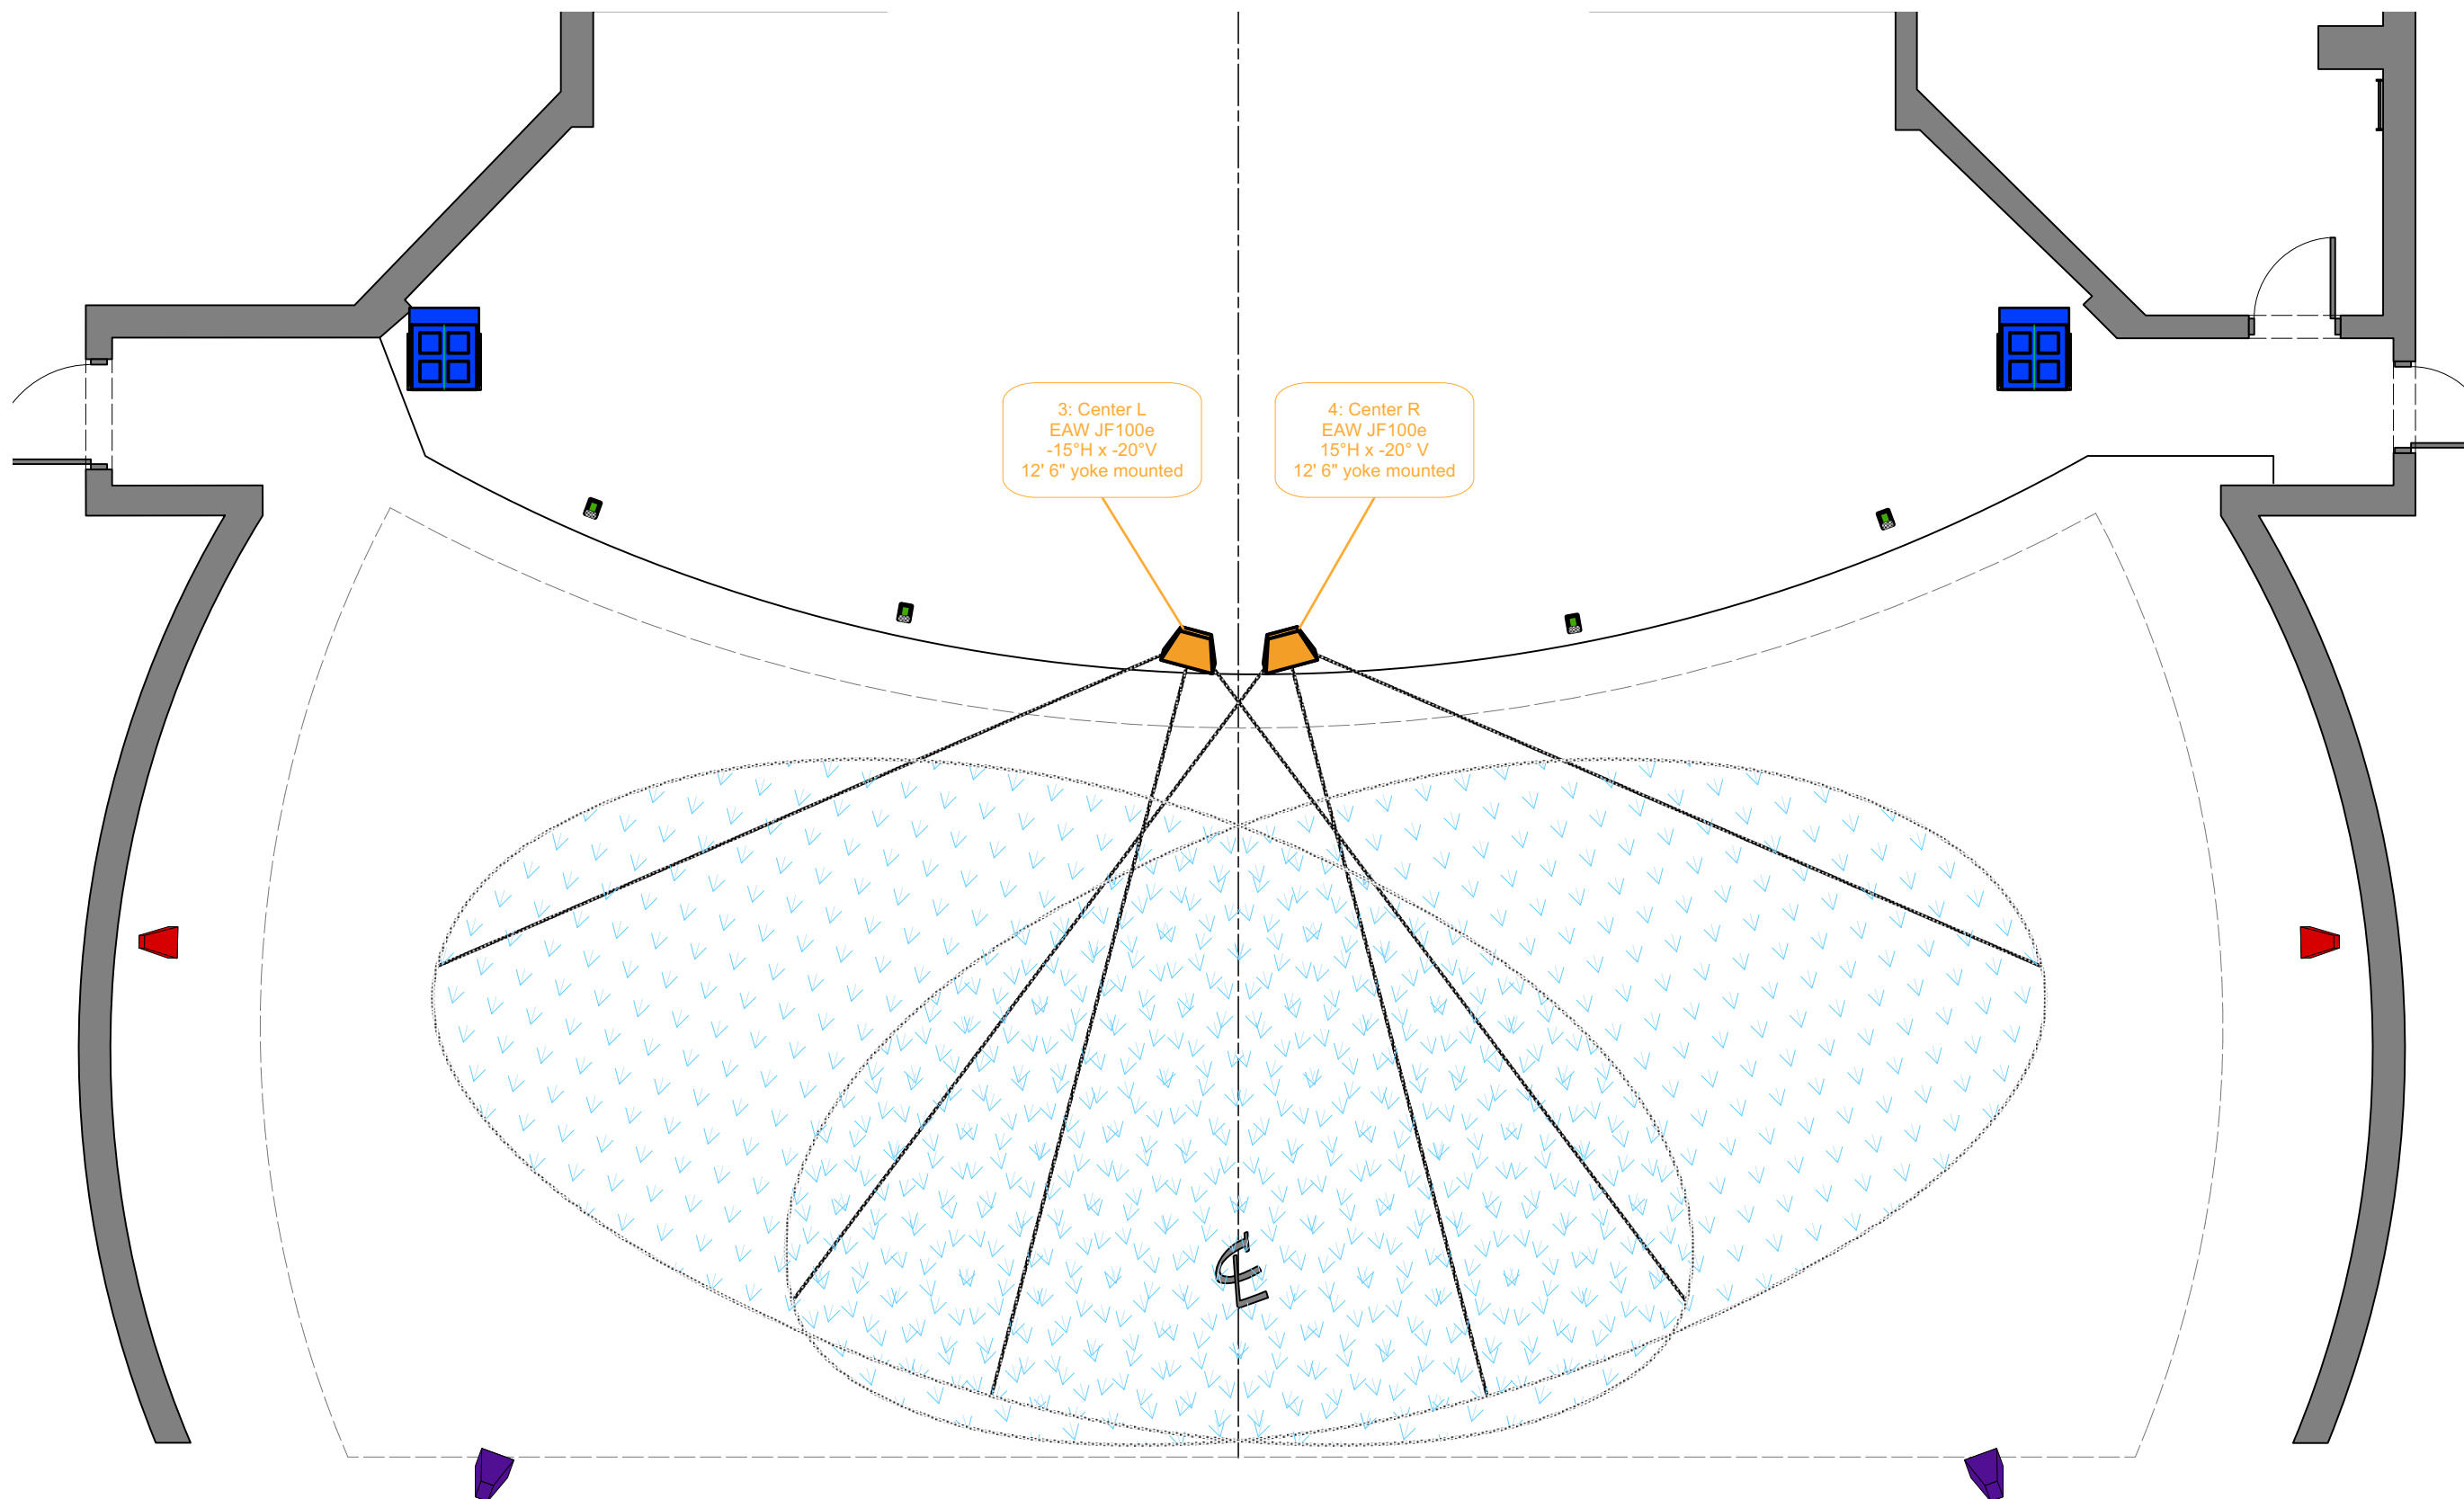 3: Center L
EAW JF100e
-15°H x -20°V
12' 6" yoke mounted
4: Center R
EAW JF100e
15°H x -20° V
12' 6" yoke mounted
℄